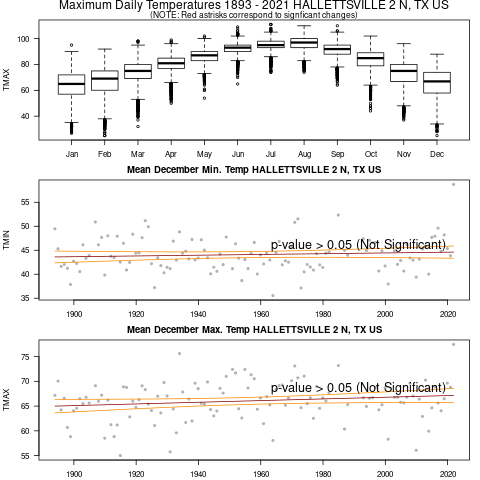 Maximum Daily Temperatures 1893 - 2021 HALLETTSVILLE 2 N, TX US
(NOTE: Red astriks correspond to signficant changes)
TMAX
100
80
60
40
Jan Feb Mar Apr May Jun Jul Aug Sep Oct Nov Dec
Mean December Min. Temp HALLETTSVILLE 2 N, TX US
TMIN
55
50
45
40
35
p-value > 0.05 (Not Significant)
1900 1920 1940 1960 1980 2000 2020
Mean December Max. Temp HALLETTSVILLE 2 N, TX US
TMAX
75
70
65
60
55
p-value > 0.05 (Not Significant)
1900 1920 1940 1960 1980 2000 2020